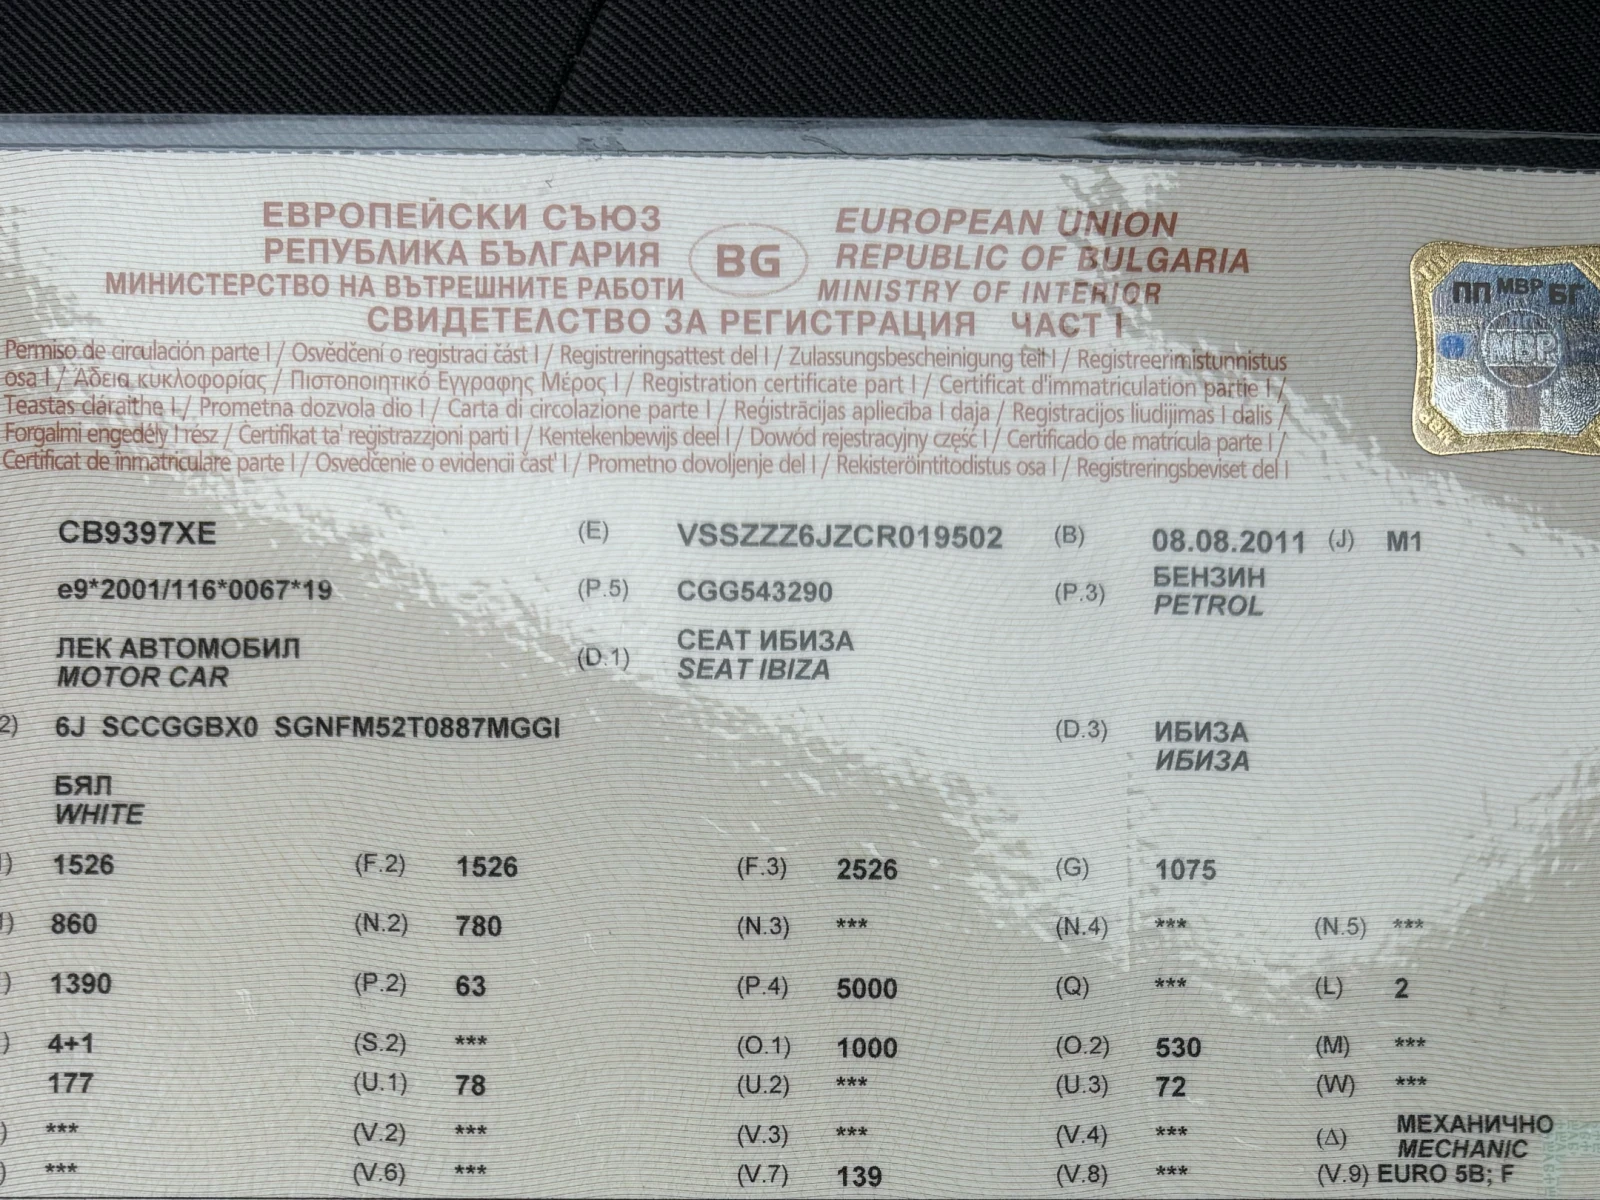 ЕВРОПЕЙСКИ СЪЮЗ
РЕПУБЛИКА БЪЛГАРИЯ
МИНИСТЕРСТВО НА ВЪТРЕШНИТЕ РАБОТИ
BG
EUROPEAN UNION
REPUBLIC OF BULGARIA
MINISTRY OF INTERIOR
СВИДЕТЕЛСТВО ЗА РЕГИСТРАЦИЯ ЧАСТ I
ПП МВР БГ
МВР
Permiso de circulación parte I / Osvědčení o registraci část I / Registreringsattest del I / Zulassungsbescheinigung teil I / Registreerimistunnistus
osa I / Άδεια κυκλοφορίας / Πιστοποιητικό Εγγραφης Μέρος I / Registration certificate part I / Certificat d'immatriculation partie I /
Teastas cláraithe I / Prometna dozvola dio I / Carta di circolazione parte I / Reģistrācijas apliecība I daja / Registracijos liudijimas I dalis /
Forgalmi engedély I rész / Certifikat ta' reġistrazzjoni parti I / Kentekenbewijs deel I / Dowód rejestracyjny część I / Certificado de matrícula parte I /
Certificat de înmatriculare parte I / Osvedčenie o evidencii časť I / Prometno dovoljenje del I / Rekisteröintitodistus osa I / Registreringsbeviset del I
CB9397XE (E) VSSZZZ6JZCR019502 (B) 08.08.2011 (J) M1
e9*2001/116*0067*19 (P.5) CGG543290 (P.3) БЕНЗИН
PETROL
ЛЕК АВТОМОБИЛ (D.1) СЕАТ ИБИЗА
MOTOR CAR SEAT IBIZA
2) 6J SCCGGBX0 SGNFM52T0887MGGI (D.3) ИБИЗА
ИБИЗА
БЯЛ
WHITE
1) 1526 (F.2) 1526 (F.3) 2526 (G) 1075
1) 860 (N.2) 780 (N.3) *** (N.4) *** (N.5) ***
) 1390 (P.2) 63 (P.4) 5000 (Q) *** (L) 2
) 4+1 (S.2) *** (O.1) 1000 (O.2) 530 (M) ***
177 (U.1) 78 (U.2) *** (U.3) 72 (W) ***
) *** (V.2) *** (V.3) *** (V.4) *** (Δ) МЕХАНИЧНО
MECHANIC
) *** (V.6) *** (V.7) 139 (V.8) *** (V.9) EURO 5B; F